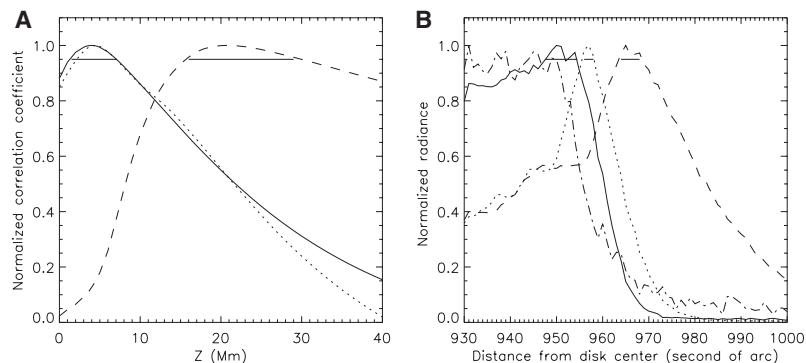 A
Normalized correlation coefficient
1.0
0.8
0.6
0.4
0.2
0.0
0 10 20 30 40
Z (Mm)
B
Normalized radiance
1.0
0.8
0.6
0.4
0.2
0.0
930 940 950 960 970 980 990 1000
Distance from disk center (second of arc)